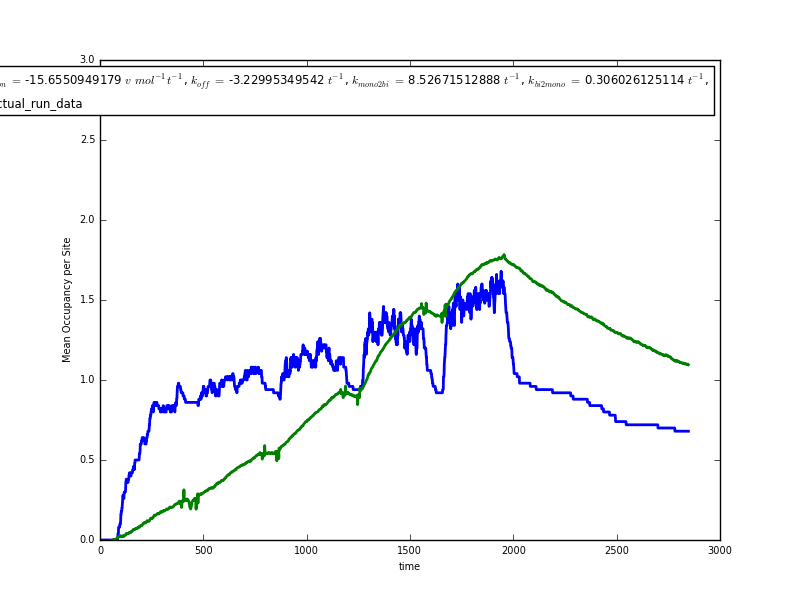 3.0
= -15.6550949179 v mol⁻¹t⁻¹, k_off = -3.22995349542 t⁻¹, k_mono2bi = 8.52671512888 t⁻¹, k_bi2mono = 0.306026125114 t⁻¹,
ctual_run_data
2.5
2.0
1.5
1.0
0.5
0.0
Mean Occupancy per Site
0 500 1000 1500 2000 2500 3000
time